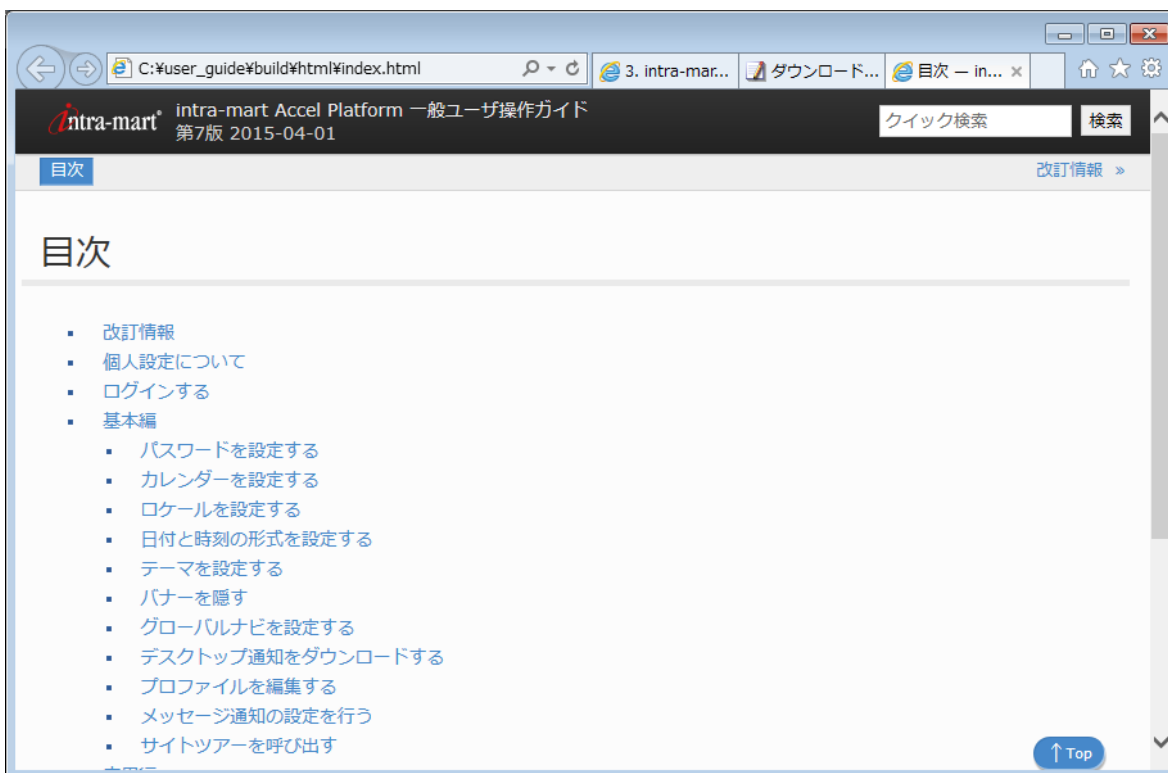 C:¥user_guide¥build¥html¥index.html
3. intra-mar...
ダウンロード...
目次 — in...
intra-mart
intra-mart Accel Platform 一般ユーザ操作ガイド
第7版 2015-04-01
クイック検索
検索
目次
改訂情報 »
目次
改訂情報
個人設定について
ログインする
基本編
パスワードを設定する
カレンダーを設定する
ロケールを設定する
日付と時刻の形式を設定する
テーマを設定する
バナーを隠す
グローバルナビを設定する
デスクトップ通知をダウンロードする
プロファイルを編集する
メッセージ通知の設定を行う
サイトツアーを呼び出す
↑ Top